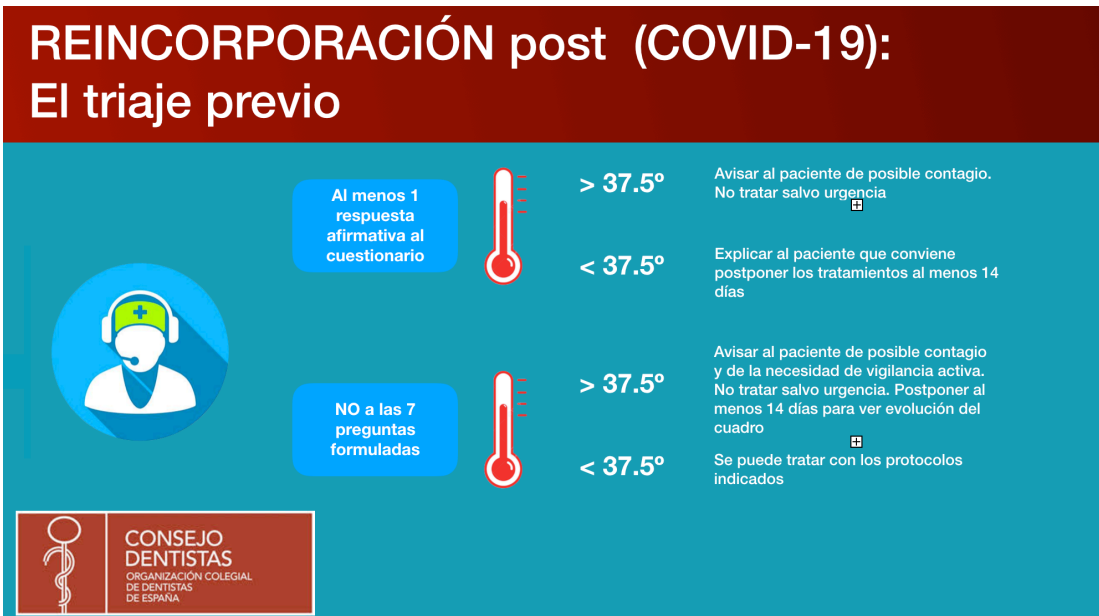 REINCORPORACIÓN post (COVID-19):
El triaje previo
Al menos 1
respuesta
afirmativa al
cuestionario
> 37.5º
Avisar al paciente de posible contagio.
No tratar salvo urgencia
< 37.5º
Explicar al paciente que conviene
postponer los tratamientos al menos 14
días
NO a las 7
preguntas
formuladas
> 37.5º
Avisar al paciente de posible contagio
y de la necesidad de vigilancia activa.
No tratar salvo urgencia. Postponer al
menos 14 días para ver evolución del
cuadro
< 37.5º
Se puede tratar con los protocolos
indicados
CONSEJO
DENTISTAS
ORGANIZACIÓN COLEGIAL
DE DENTISTAS
DE ESPAÑA